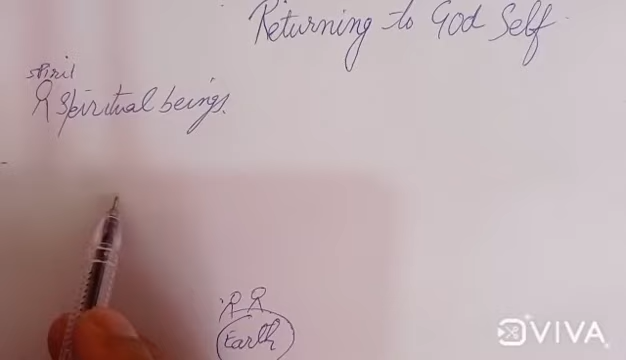 Returning to God Self.
spirit
Spiritual beings.
Earth
VIVA